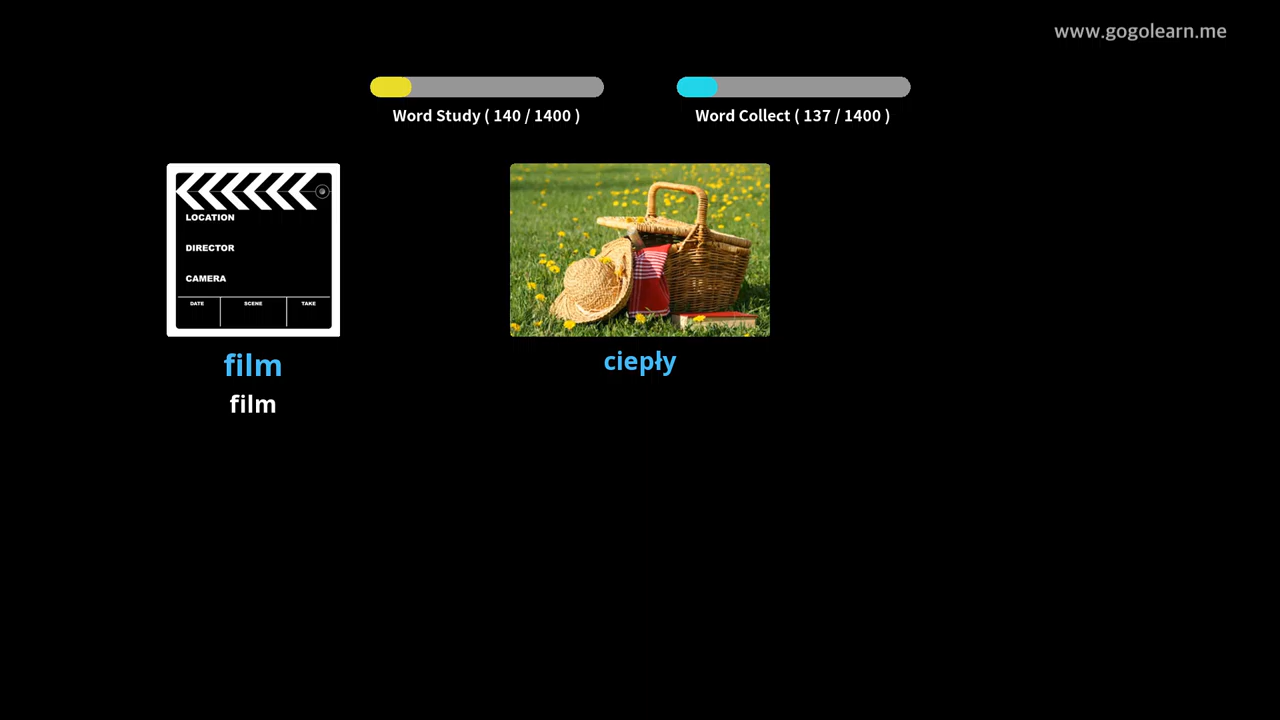 www.gogolearn.me
Word Study ( 140 / 1400 )
Word Collect ( 137 / 1400 )
LOCATION
DIRECTOR
CAMERA
DATE SCENE TAKE
film
film
ciepły